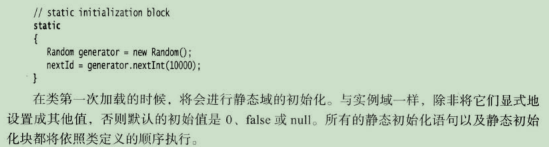 // static initialization block
static
{
Random generator = new Random();
nextId = generator.nextInt(10000);
}
在类第一次加载的时候，将会进行静态域的初始化。与实例域一样，除非将它们显式地
设置成其他值，否则默认的初始值是 0、false 或 null。所有的静态初始化语句以及静态初始
化块都将依照类定义的顺序执行。